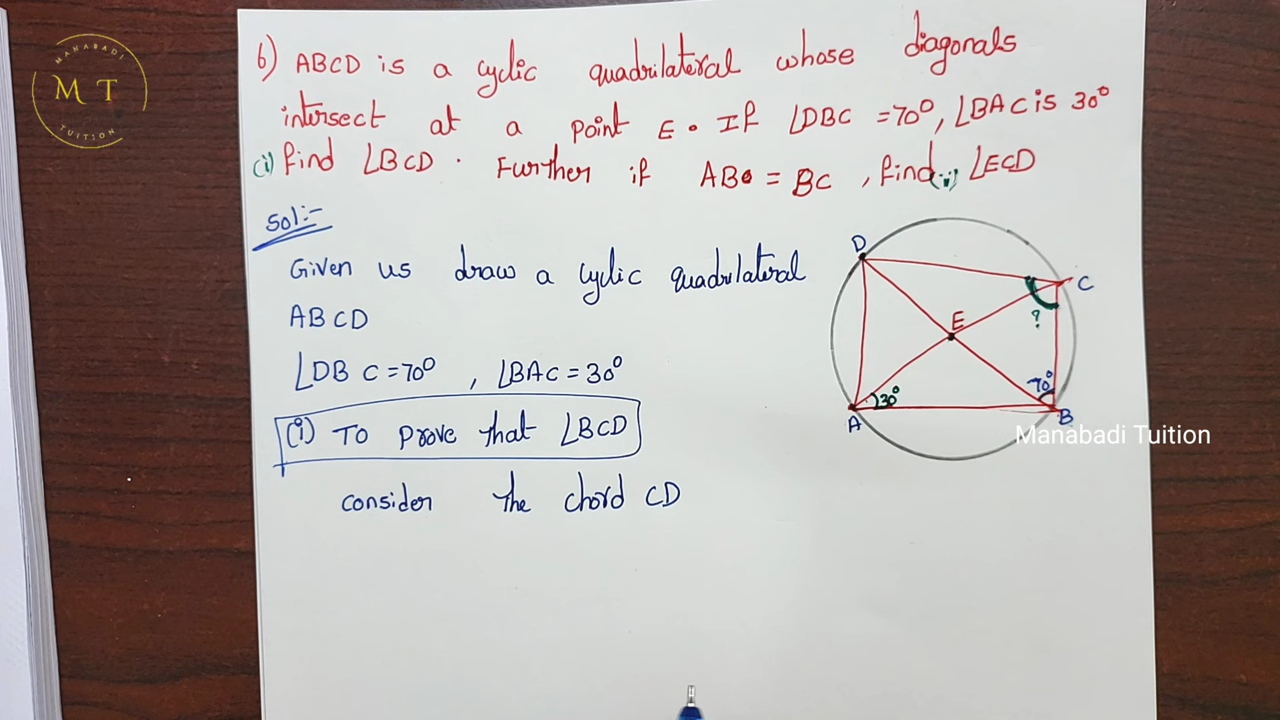 MANABADI
M T
TUITION
6) ABCD is a cyclic quadrilateral whose diagonals
intersect at a point E. If ∠DBC = 70°, ∠BAC is 30°
(i) find ∠BCD. Further if AB = BC, find (ii) ∠ECD
Sol:-
Given us draw a cyclic quadrilateral
ABCD
∠DBC = 70°, ∠BAC = 30°
(i) To prove that ∠BCD
consider the chord CD
D
C
?
E
30°
70°
A
B
Manabadi Tuition